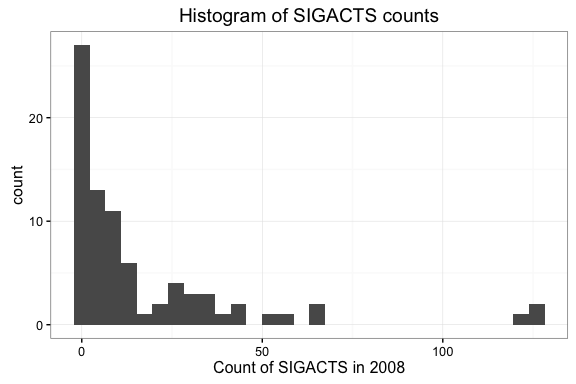 Histogram of SIGACTS counts
count
20
10
0
0 50 100
Count of SIGACTS in 2008